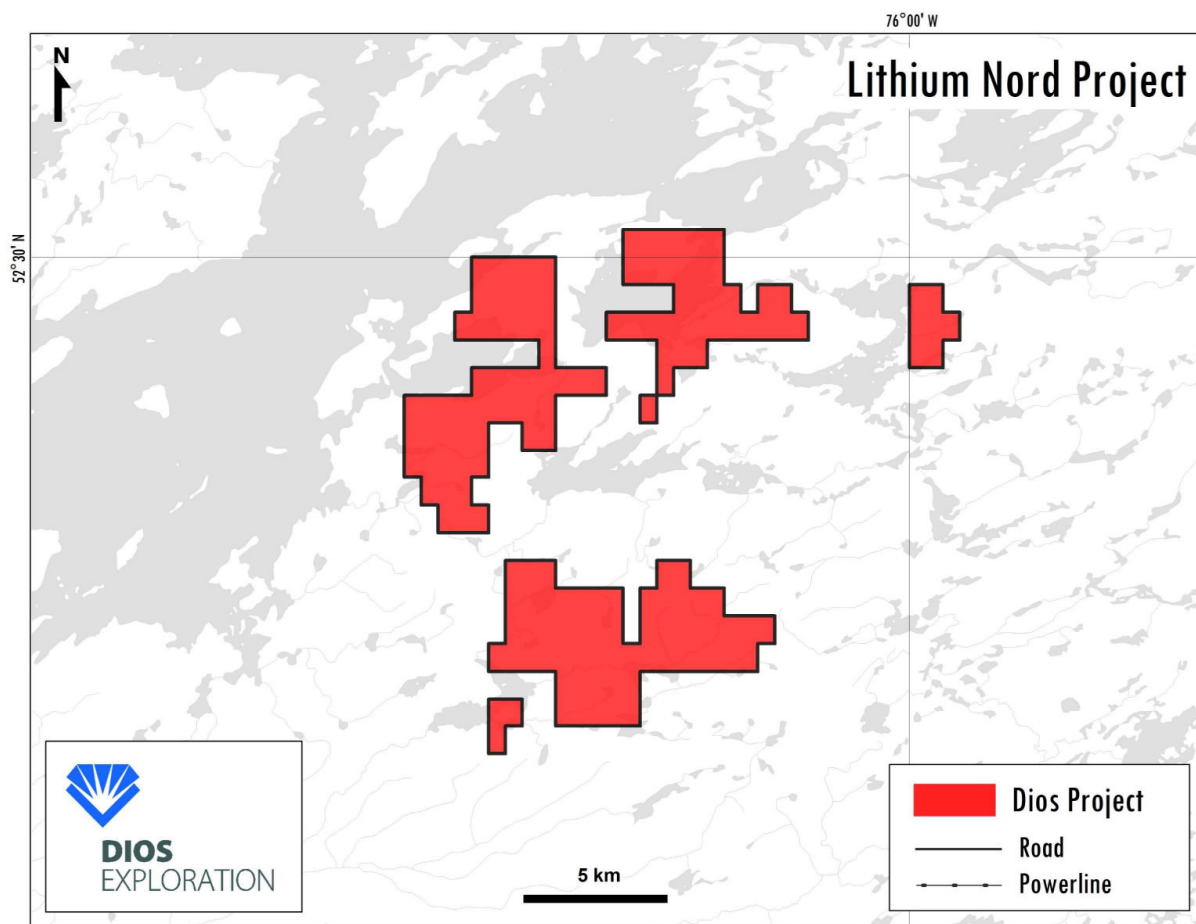 76°00' W
N
Lithium Nord Project
52°30' N
DIOS
EXPLORATION
5 km
Dios Project
Road
Powerline